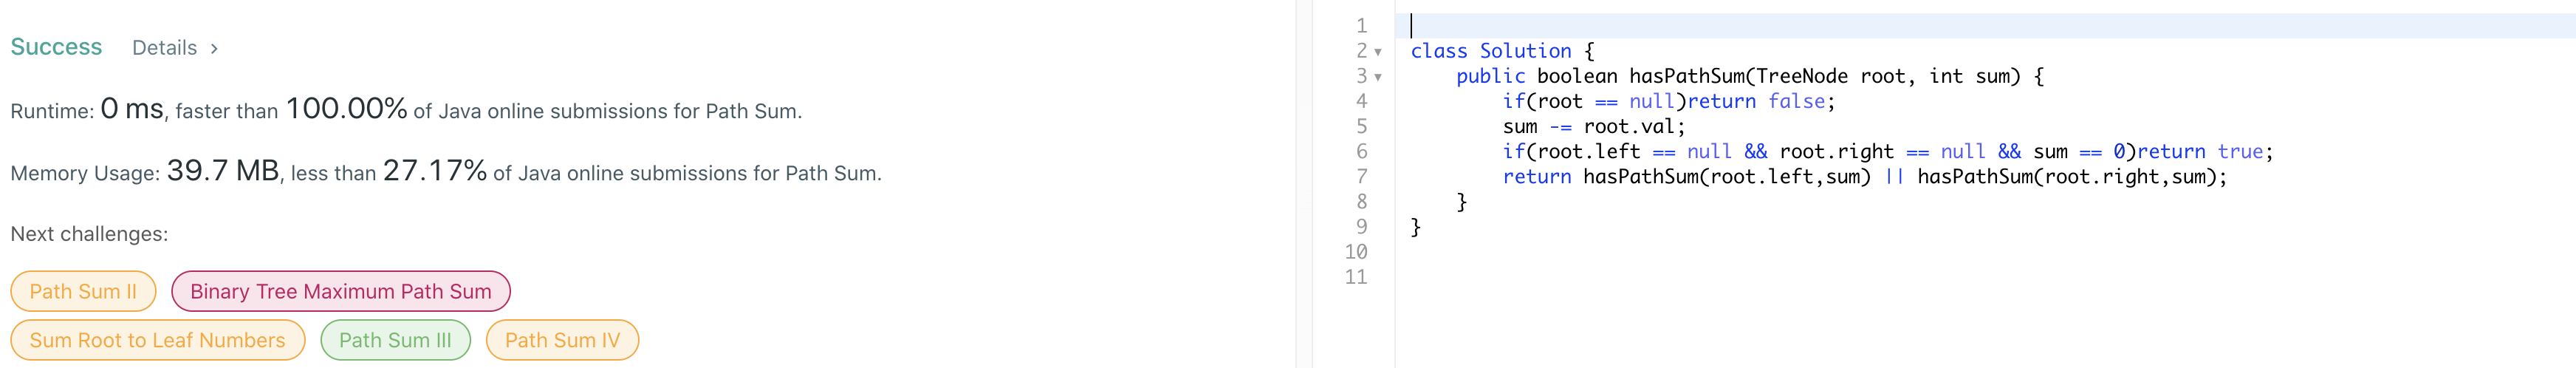 Success Details >
Runtime: 0 ms, faster than 100.00% of Java online submissions for Path Sum.
Memory Usage: 39.7 MB, less than 27.17% of Java online submissions for Path Sum.
Next challenges:
Path Sum II Binary Tree Maximum Path Sum
Sum Root to Leaf Numbers Path Sum III Path Sum IV
1
2 class Solution {
3     public boolean hasPathSum(TreeNode root, int sum) {
4         if(root == null)return false;
5         sum -= root.val;
6         if(root.left == null && root.right == null && sum == 0)return true;
7         return hasPathSum(root.left,sum) || hasPathSum(root.right,sum);
8     }
9 }
10
11